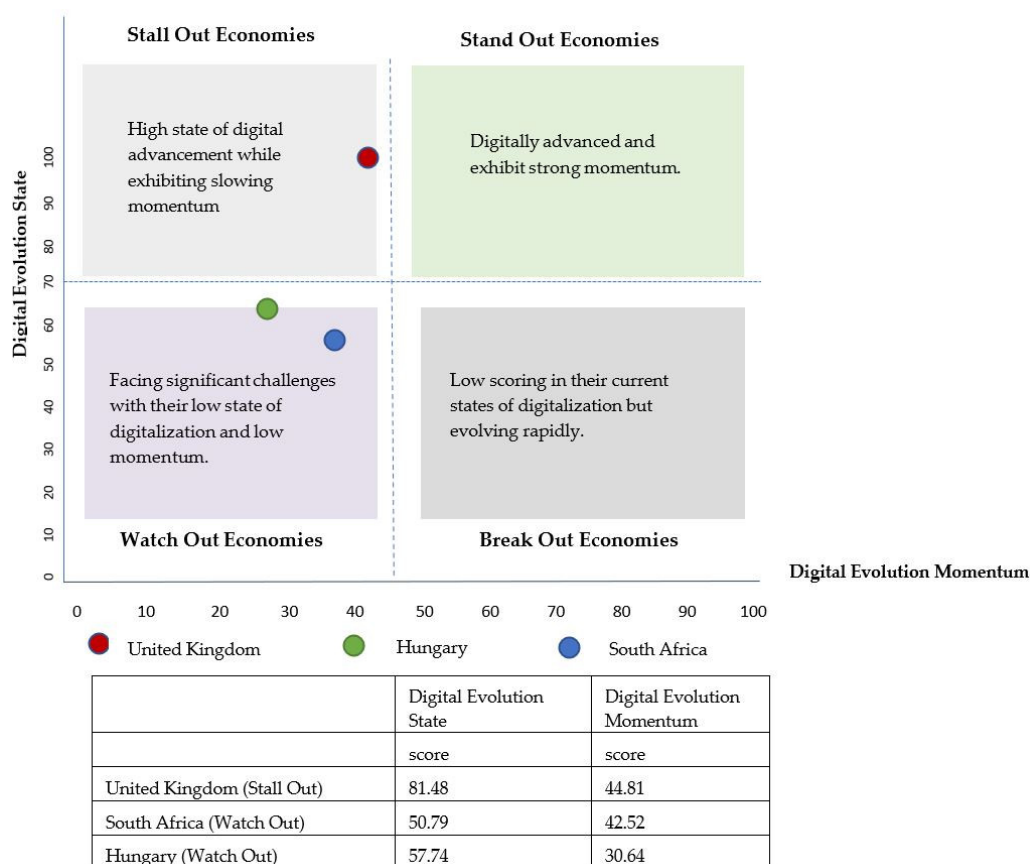 Stall Out Economies
Stand Out Economies
High state of digital
advancement while
exhibiting slowing
momentum
Digitally advanced and
exhibit strong momentum.
Digital Evolution State
100
90
80
70
60
50
40
30
20
10
0
Facing significant challenges
with their low state of
digitalization and low
momentum.
Low scoring in their current
states of digitalization but
evolving rapidly.
Watch Out Economies
Break Out Economies
Digital Evolution Momentum
0 10 20 30 40 50 60 70 80 90 100
United Kingdom Hungary South Africa
Digital Evolution
State
Digital Evolution
Momentum
score score
United Kingdom (Stall Out) 81.48 44.81
South Africa (Watch Out) 50.79 42.52
Hungary (Watch Out) 57.74 30.64